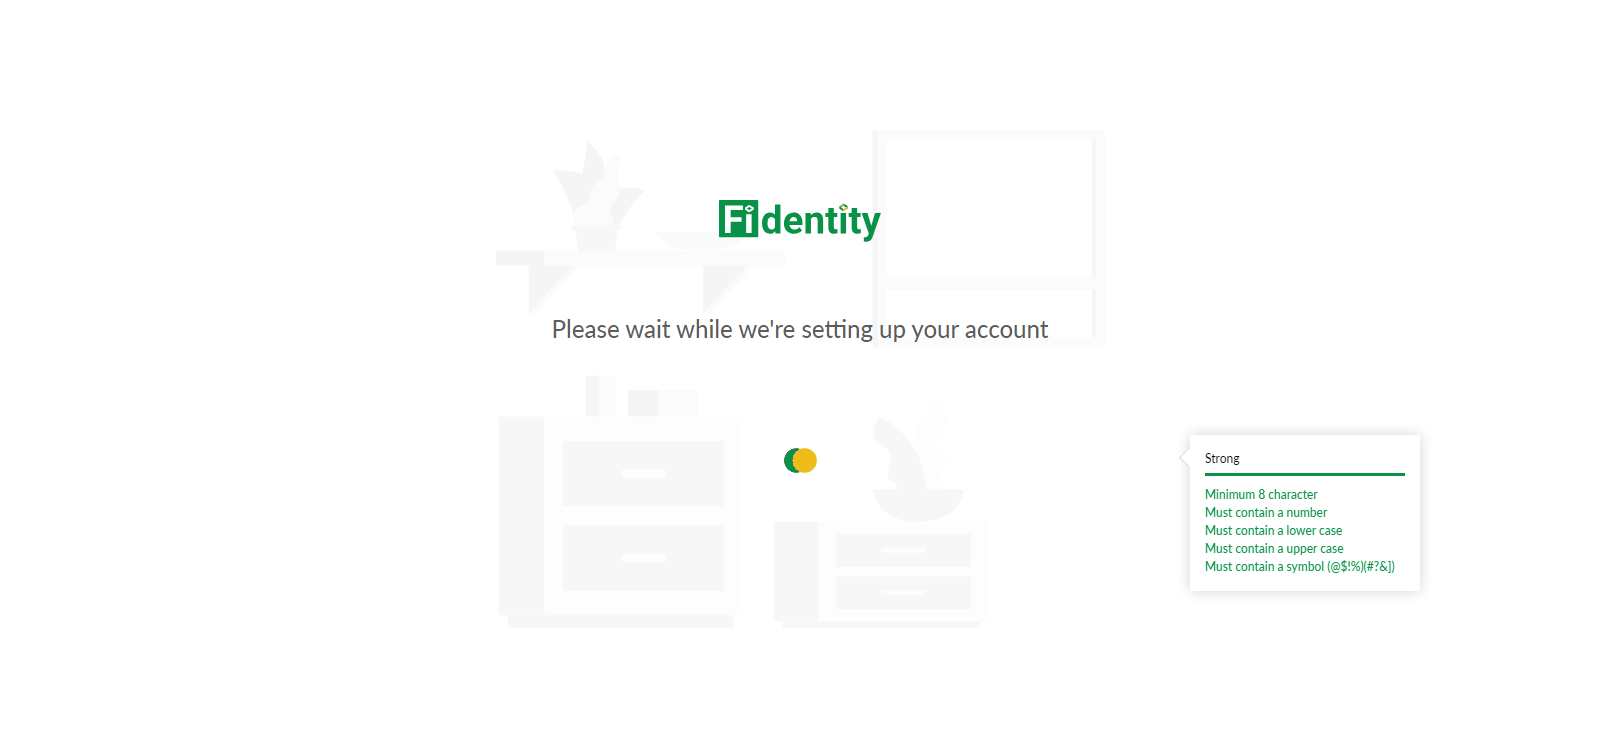 Fidentity
Please wait while we're setting up your account
Strong
Minimum 8 character
Must contain a number
Must contain a lower case
Must contain a upper case
Must contain a symbol (@$!%)(#?&])